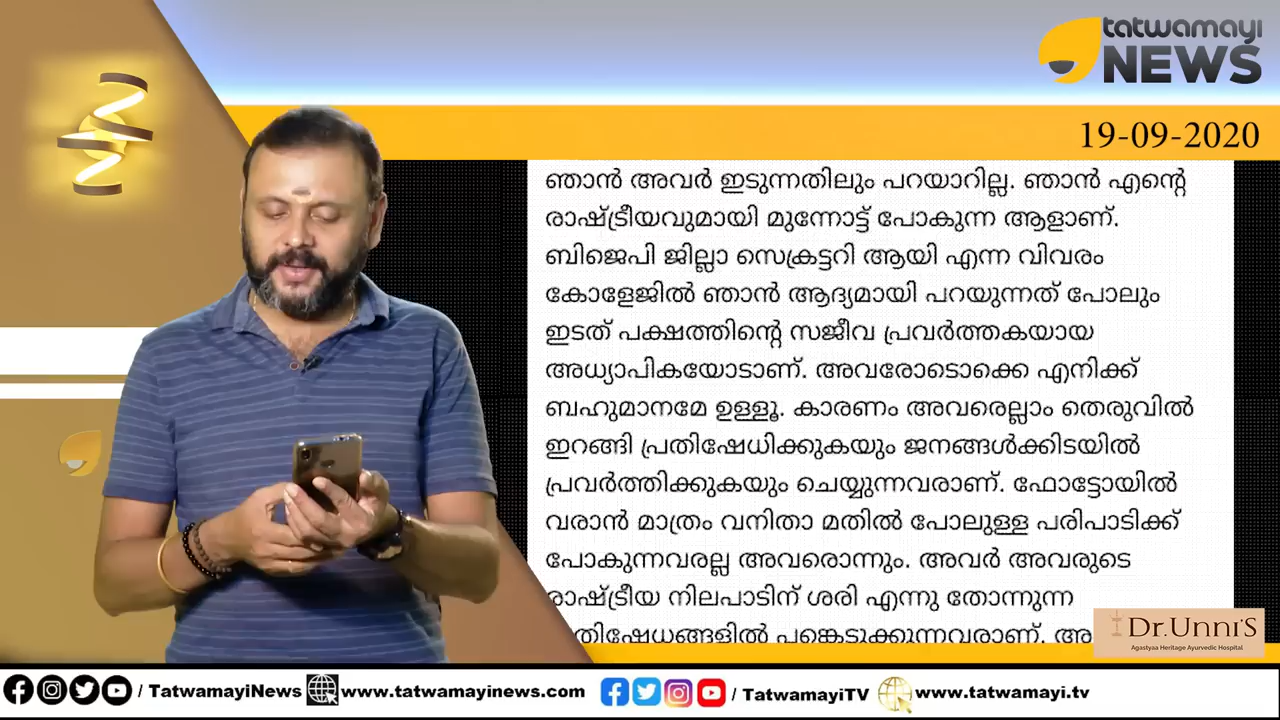 tatwamayi
NEWS
19-09-2020
ഞാൻ അവർ ഇടുന്നതിലും പറയാറില്ല. ഞാൻ എന്റെ
രാഷ്ട്രീയവുമായി മുന്നോട്ട് പോകുന്ന ആളാണ്.
ബിജെപി ജില്ലാ സെക്രട്ടറി ആയി എന്ന വിവരം
കോളേജിൽ ഞാൻ ആദ്യമായി പറയുന്നത് പോലും
ഇടത് പക്ഷത്തിന്റെ സജീവ പ്രവർത്തകയായ
അധ്യാപികയോടാണ്. അവരോടൊക്കെ എനിക്ക്
ബഹുമാനമേ ഉള്ളൂ. കാരണം അവരെല്ലാം തെരുവിൽ
ഇറങ്ങി പ്രതിഷേധിക്കുകയും ജനങ്ങൾക്കിടയിൽ
പ്രവർത്തിക്കുകയും ചെയ്യുന്നവരാണ്. ഫോട്ടോയിൽ
വരാൻ മാത്രം വനിതാ മതിൽ പോലുള്ള പരിപാടിക്ക്
പോകുന്നവരല്ല അവരൊന്നും. അവർ അവരുടെ
രാഷ്ട്രീയ നിലപാടിന് ശരി എന്നു തോന്നുന്ന
പങ്കെടുക്കുന്നവരാണ്.
Dr.Unni's
Agastyaa Heritage Ayurvedic Hospital
/ TatwamayiNews www.tatwamayinews.com / TatwamayiTV www.tatwamayi.tv